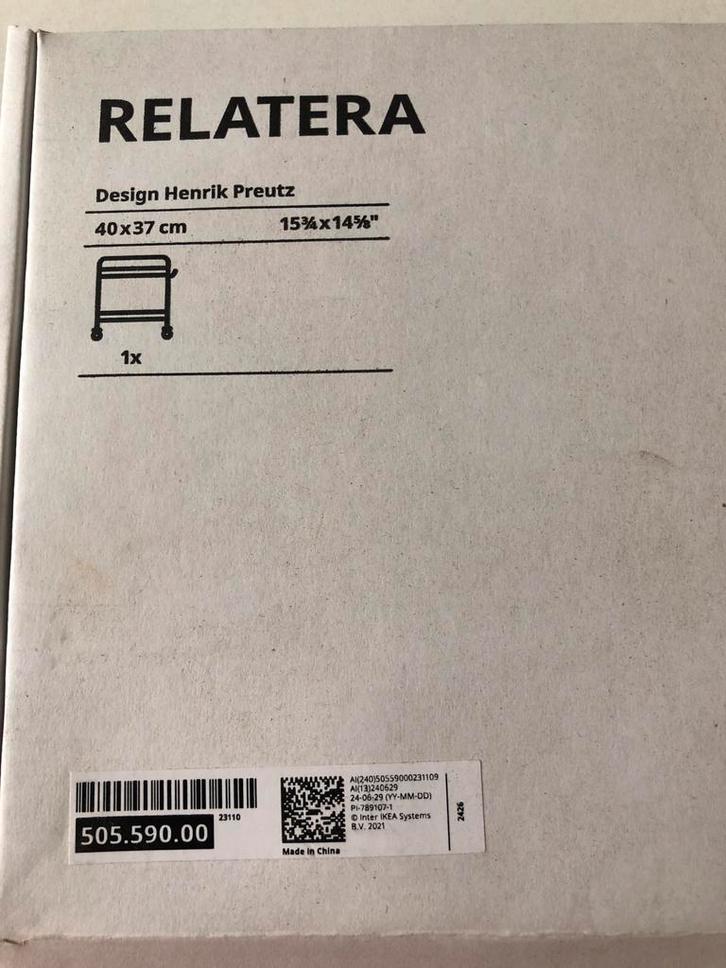 RELATERA
Design Henrik Preutz
40x37 cm 15¾x14⅝"
1x
23110
505.590.00
Made in China
AI(240)50559000231109
AI(13)240629
24-06-29 (YY-MM-DD)
PI-789107-1
© Inter IKEA Systems
B.V. 2021
2426